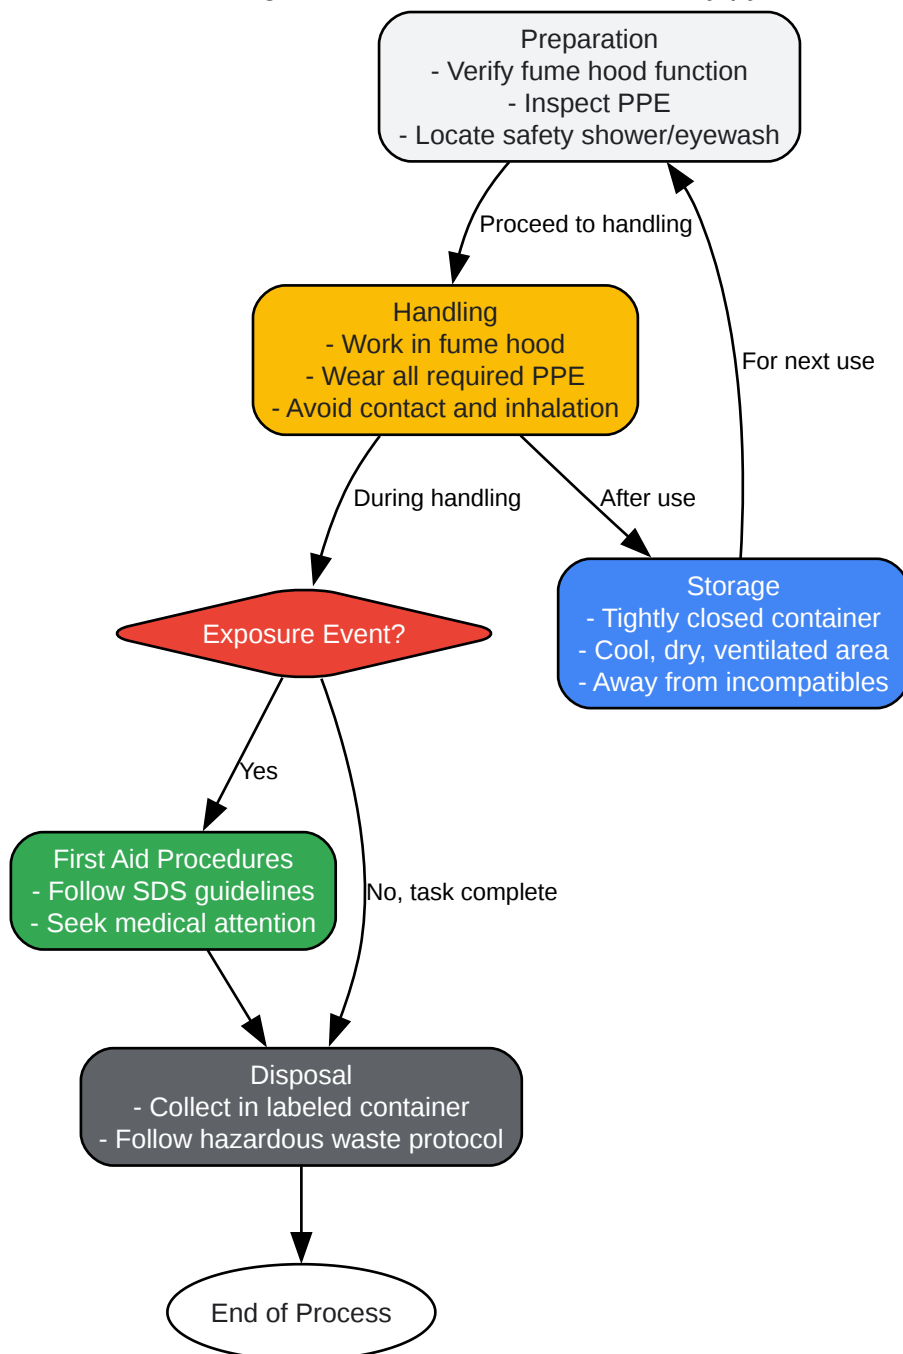 Preparation
- Verify fume hood function
- Inspect PPE
- Locate safety shower/eyewash
Proceed to handling
Handling
- Work in fume hood
- Wear all required PPE
- Avoid contact and inhalation
For next use
During handling
After use
Storage
- Tightly closed container
- Cool, dry, ventilated area
- Away from incompatibles
Exposure Event?
Yes
First Aid Procedures
- Follow SDS guidelines
- Seek medical attention
No, task complete
Disposal
- Collect in labeled container
- Follow hazardous waste protocol
End of Process